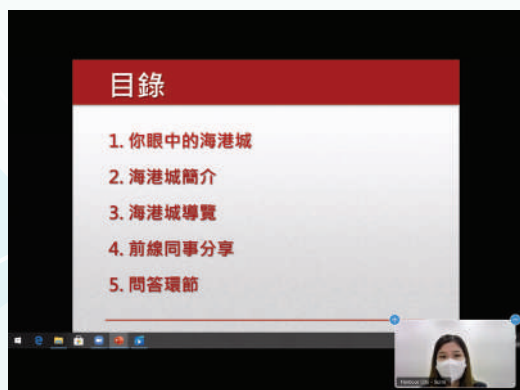 目錄
1. 你眼中的海港城
2. 海港城簡介
3. 海港城導覽
4. 前線同事分享
5. 問答環節